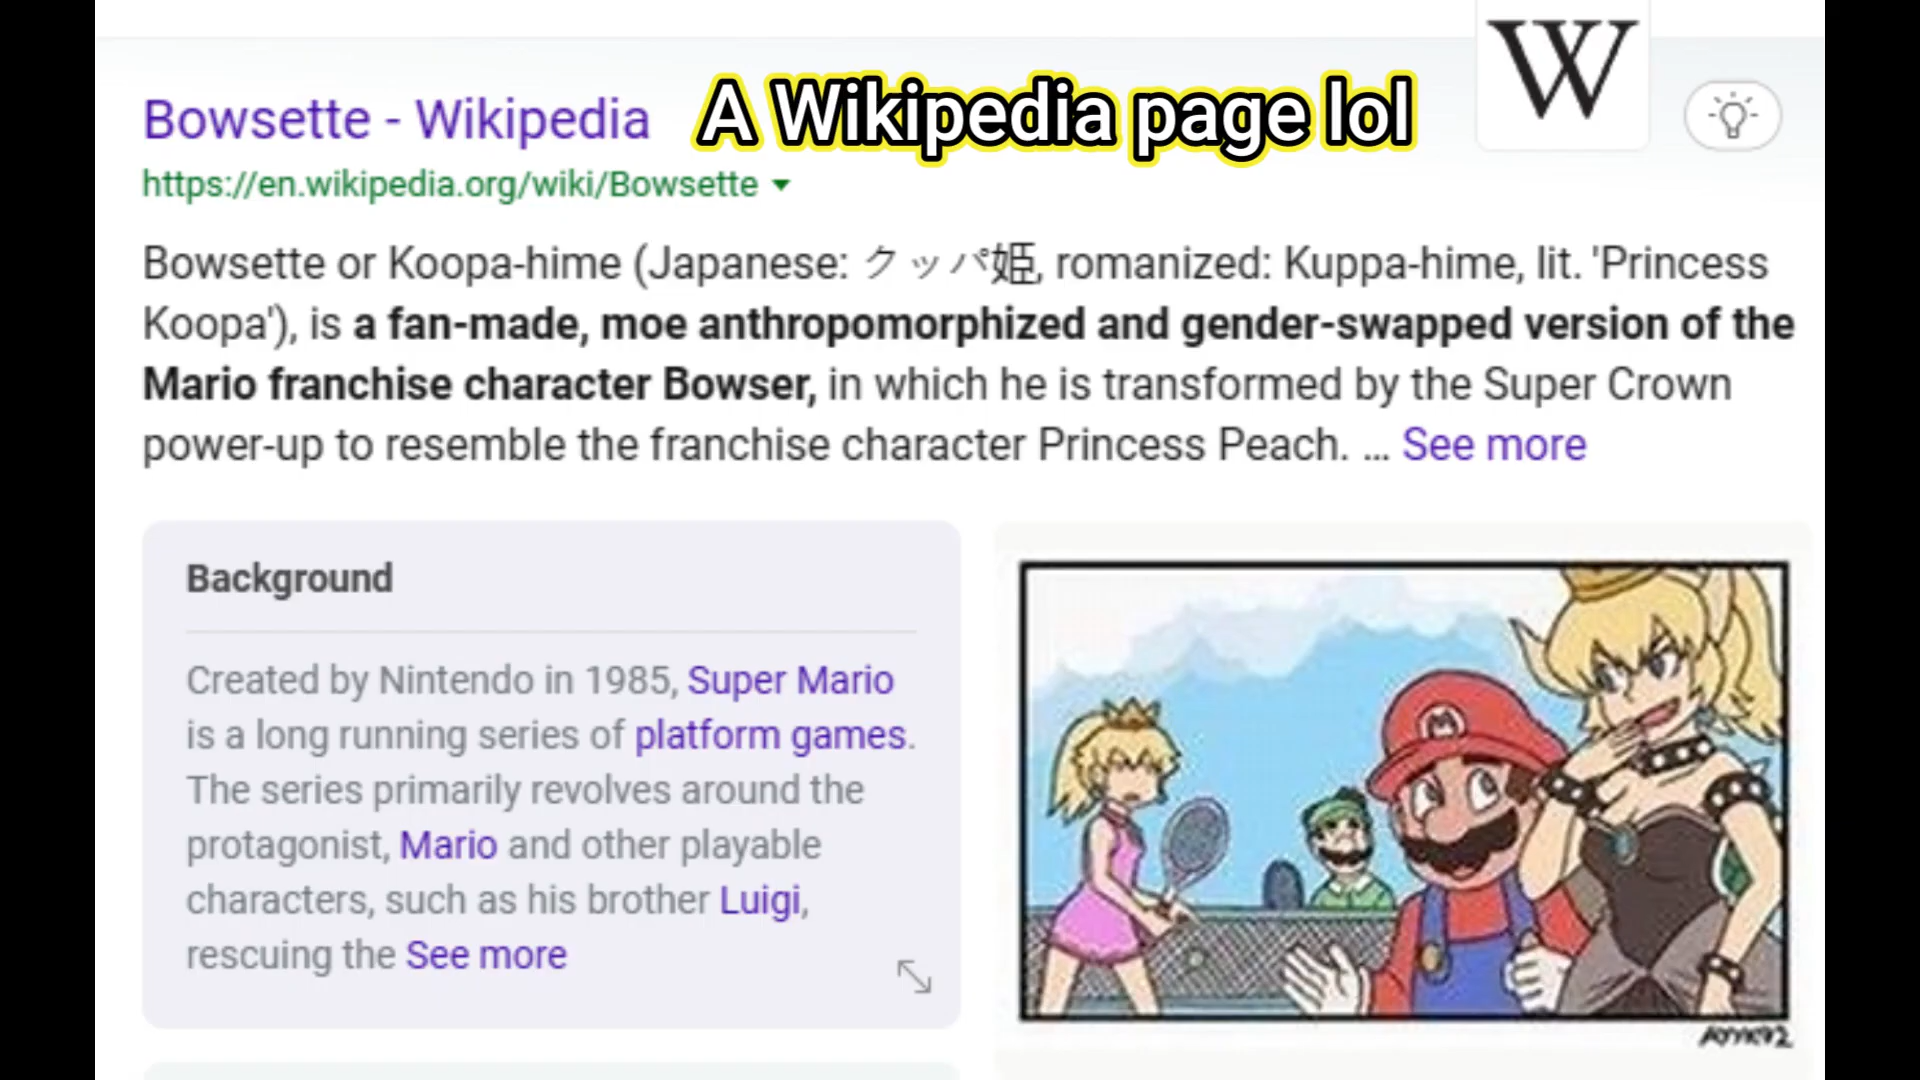 W
Bowsette - Wikipedia A Wikipedia page lol
https://en.wikipedia.org/wiki/Bowsette
Bowsette or Koopa-hime (Japanese: クッパ姫, romanized: Kuppa-hime, lit. 'Princess
Koopa'), is a fan-made, moe anthropomorphized and gender-swapped version of the
Mario franchise character Bowser, in which he is transformed by the Super Crown
power-up to resemble the franchise character Princess Peach. ... See more
Background
Created by Nintendo in 1985, Super Mario
is a long running series of platform games.
The series primarily revolves around the
protagonist, Mario and other playable
characters, such as his brother Luigi,
rescuing the See more
M